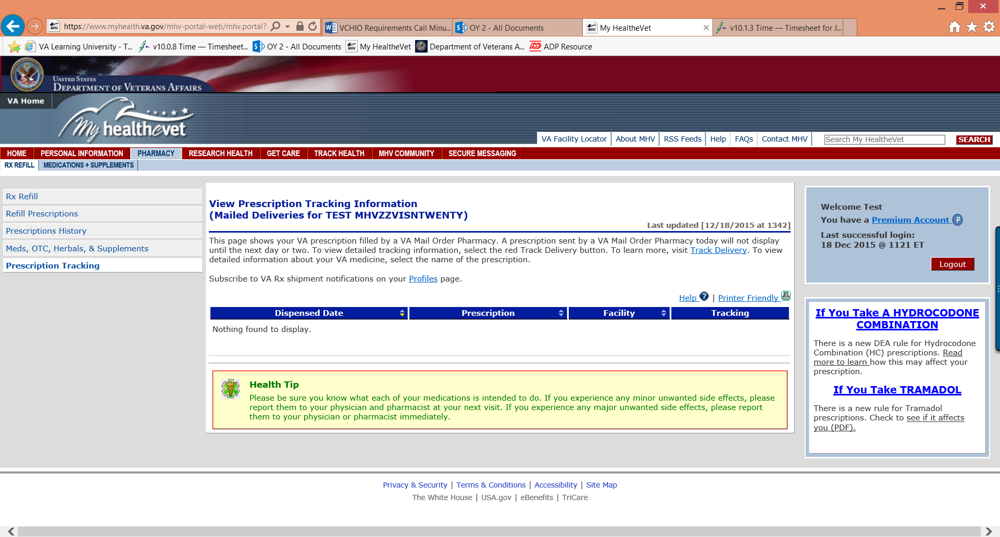 https://www.myhealth.va.gov/mhv-portal-web/mhv.portal?
VCHIO Requirements Call Minu...
OY 2 - All Documents
My HealtheVet
v10.1.3 Time — Timesheet for J...
VA Learning University - T...
v10.0.8 Time — Timesheet...
OY 2 - All Documents
My HealtheVet
Department of Veterans A...
ADP Resource
UNITED STATES
DEPARTMENT OF VETERANS AFFAIRS
VA Home
My healthevet
VA Facility Locator
About MHV
RSS Feeds
Help
FAQs
Contact MHV
Search My HealtheVet
SEARCH
HOME
PERSONAL INFORMATION
PHARMACY
RESEARCH HEALTH
GET CARE
TRACK HEALTH
MHV COMMUNITY
SECURE MESSAGING
RX REFILL
MEDICATIONS + SUPPLEMENTS
Rx Refill
Refill Prescriptions
Prescriptions History
Meds, OTC, Herbals, & Supplements
Prescription Tracking
View Prescription Tracking Information
(Mailed Deliveries for TEST MHVZZVISNTWENTY)
Last updated [12/18/2015 at 1342]
This page shows your VA prescription filled by a VA Mail Order Pharmacy. A prescription sent by a VA Mail Order Pharmacy today will not display
until the next day or two. To view detailed tracking information, select the red Track Delivery button. To learn more, visit Track Delivery. To view
detailed information about your VA medicine, select the name of the prescription.
Subscribe to VA Rx shipment notifications on your Profiles page.
Help ? | Printer Friendly
Dispensed Date
Prescription
Facility
Tracking
Nothing found to display.
Health Tip
Please be sure you know what each of your medications is intended to do. If you experience any minor unwanted side effects, please
report them to your physician and pharmacist at your next visit. If you experience any major unwanted side effects, please report
them to your physician or pharmacist immediately.
Welcome Test
You have a Premium Account P
Last successful login:
18 Dec 2015 @ 1121 ET
Logout
If You Take A HYDROCODONE
COMBINATION
There is a new DEA rule for Hydrocodone
Combination (HC) prescriptions. Read
more to learn how this may affect your
prescription.
If You Take TRAMADOL
There is a new rule for Tramadol
prescriptions. Check to see if it affects
you (PDF).
Privacy & Security | Terms & Conditions | Accessibility | Site Map
The White House | USA.gov | eBenefits | TriCare